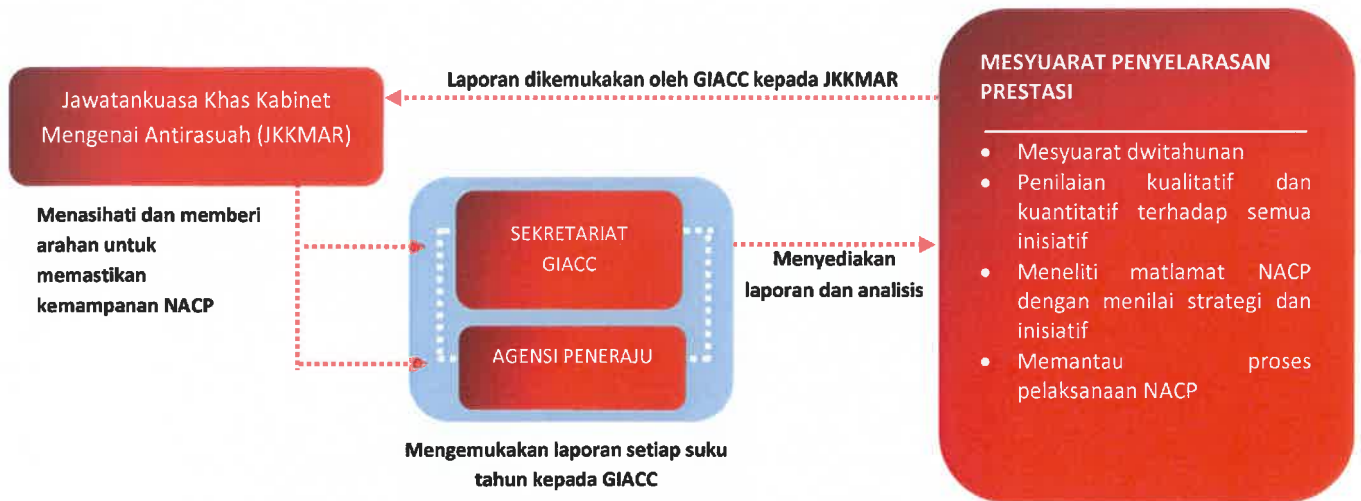 Laporan dikemukakan oleh GIACC kepada JKKMAR
Jawatankuasa Khas Kabinet
Mengenai Antirasuah (JKKMAR)
Menasihati dan memberi
arahan untuk
memastikan
kemampanan NACP
SEKRETARIAT
GIACC
AGENSI PENERAJU
Mengemukakan laporan setiap suku
tahun kepada GIACC
Menyediakan
laporan dan analisis
MESYUARAT PENYELARASAN
PRESTASI
• Mesyuarat dwitahunan
• Penilaian kualitatif dan
kuantitatif terhadap semua
inisiatif
• Meneliti matlamat NACP
dengan menilai strategi dan
inisiatif
• Memantau proses
pelaksanaan NACP